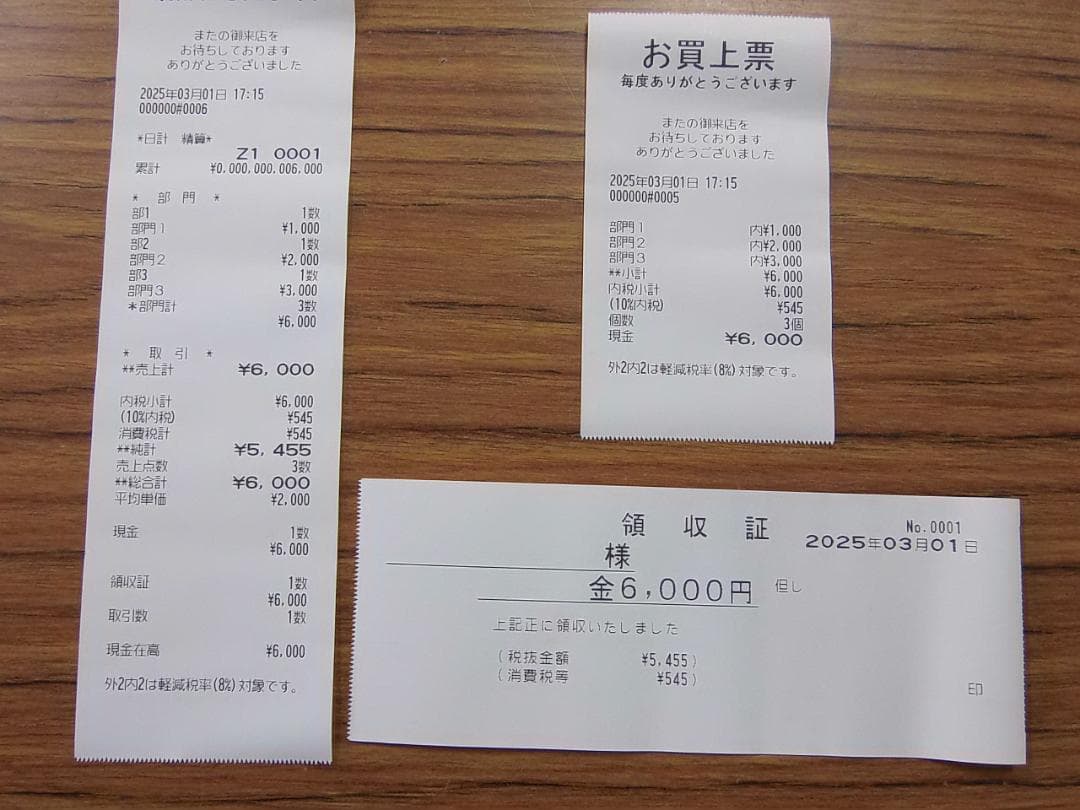 またの御来店を
お待ちしております
ありがとうございました
2025年03月01日 17:15
000000#0006
*日計 精算*
Z1 0001
累計 ¥0,000,000,006,000
* 部 門 *
部1 1数
部門1 ¥1,000
部2 1数
部門2 ¥2,000
部3 1数
部門3 ¥3,000
*部門計 3数
¥6,000
* 取 引 *
**売上計 ¥6,000
内税小計 ¥6,000
(10%内税) ¥545
消費税計 ¥545
**純計 ¥5,455
売上点数 3数
**総合計 ¥6,000
平均単価 ¥2,000
現金 1数
¥6,000
領収証 1数
¥6,000
取引数 1数
現金在高 ¥6,000
外2内2は軽減税率(8%)対象です。
お買上票
毎度ありがとうございます
またの御来店を
お待ちしております
ありがとうございました
2025年03月01日 17:15
000000#0005
部門1 内¥1,000
部門2 内¥2,000
部門3 内¥3,000
**小計 ¥6,000
内税小計 ¥6,000
(10%内税) ¥545
個数 3個
現金 ¥6,000
外2内2は軽減税率(8%)対象です。
領 収 証 No.0001
2025年03月01日
様
金6,000円 但し
上記正に領収いたしました
(税抜金額 ¥5,455)
(消費税等 ¥545)
印